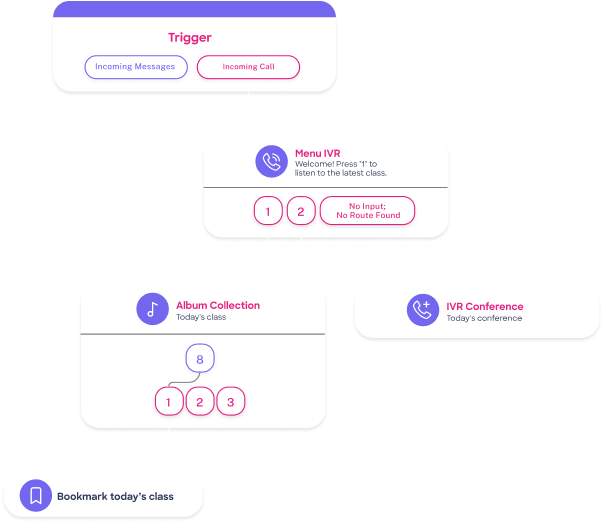 Trigger
Incoming Messages
Incoming Call
Menu IVR
Welcome! Press "1" to
listen to the latest class.
1
2
No Input;
No Route Found
Album Collection
Today's class
IVR Conference
Today's conference
8
1
2
3
Bookmark today's class